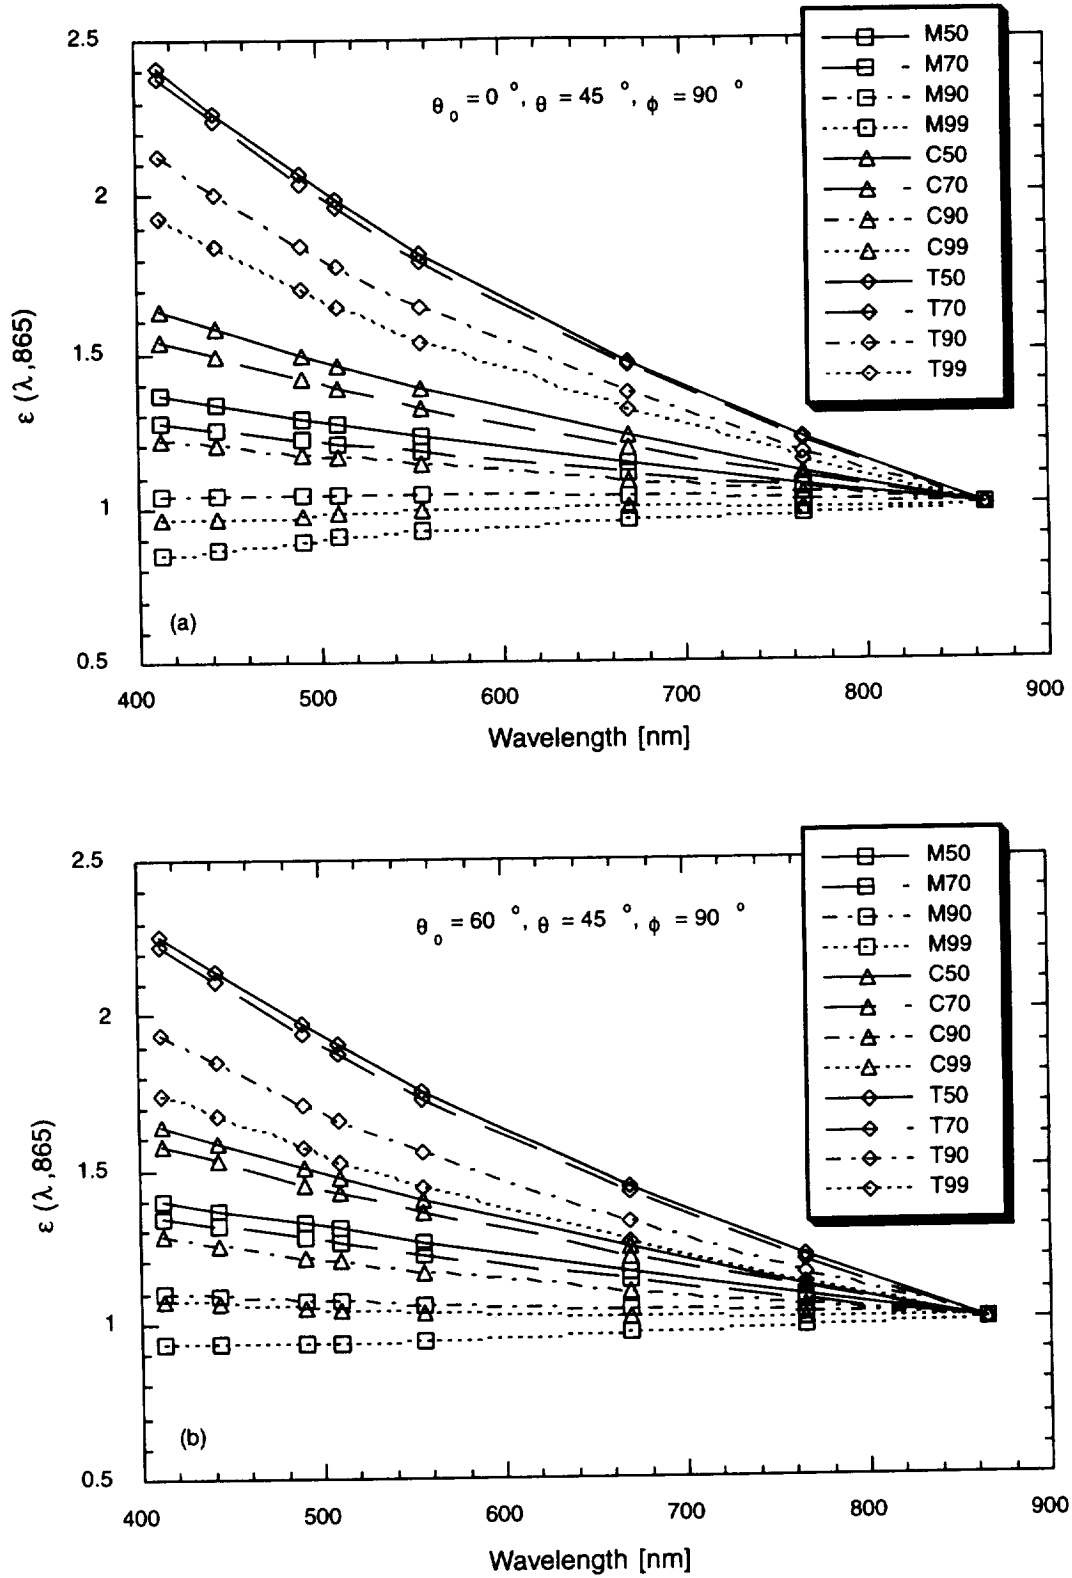 2.5
2
1.5
1
0.5
ε (λ,865)
θ₀ = 0 °, θ = 45 °, ϕ = 90 °
M50
M70
M90
M99
C50
C70
C90
C99
T50
T70
T90
T99
(a)
400 500 600 700 800 900
Wavelength [nm]
2.5
2
1.5
1
0.5
ε (λ,865)
θ₀ = 60 °, θ = 45 °, ϕ = 90 °
M50
M70
M90
M99
C50
C70
C90
C99
T50
T70
T90
T99
(b)
400 500 600 700 800 900
Wavelength [nm]